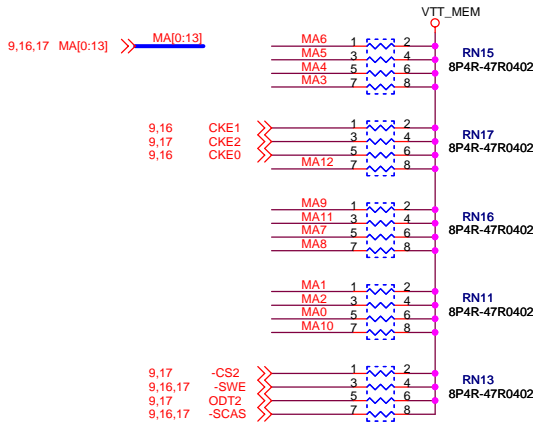 VTT_MEM
9,16,17 MA[0:13] MA[0:13]
MA6 1 2
MA5 3 4 RN15
MA4 5 6 8P4R-47R0402
MA3 7 8
9,16 CKE1 1 2
9,17 CKE2 3 4 RN17
9,16 CKE0 5 6 8P4R-47R0402
MA12 7 8
MA9 1 2
MA11 3 4 RN16
MA7 5 6 8P4R-47R0402
MA8 7 8
MA1 1 2
MA2 3 4 RN11
MA0 5 6 8P4R-47R0402
MA10 7 8
9,17 -CS2 1 2
9,16,17 -SWE 3 4 RN13
9,17 ODT2 5 6 8P4R-47R0402
9,16,17 -SCAS 7 8